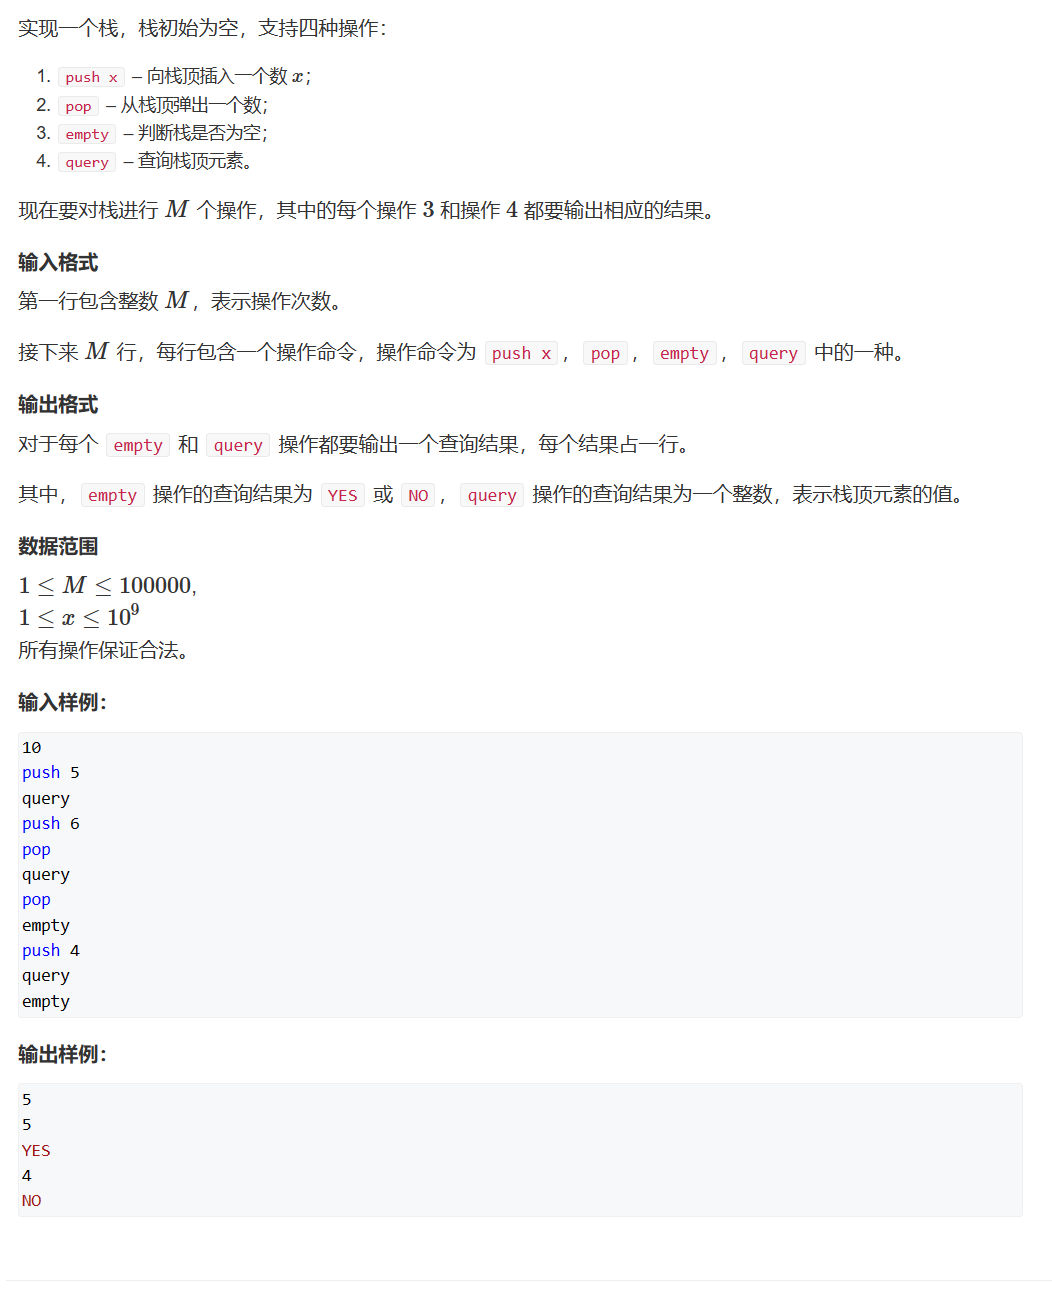 实现一个栈，栈初始为空，支持四种操作：
1. push x – 向栈顶插入一个数 x；
2. pop – 从栈顶弹出一个数；
3. empty – 判断栈是否为空；
4. query – 查询栈顶元素。
现在要对栈进行 M 个操作，其中的每个操作 3 和操作 4 都要输出相应的结果。
输入格式
第一行包含整数 M，表示操作次数。
接下来 M 行，每行包含一个操作命令，操作命令为 push x，pop，empty，query 中的一种。
输出格式
对于每个 empty 和 query 操作都要输出一个查询结果，每个结果占一行。
其中，empty 操作的查询结果为 YES 或 NO，query 操作的查询结果为一个整数，表示栈顶元素的值。
数据范围
1 ≤ M ≤ 100000,
1 ≤ x ≤ 10⁹
所有操作保证合法。
输入样例：
10
push 5
query
push 6
pop
query
pop
empty
push 4
query
empty
输出样例：
5
5
YES
4
NO